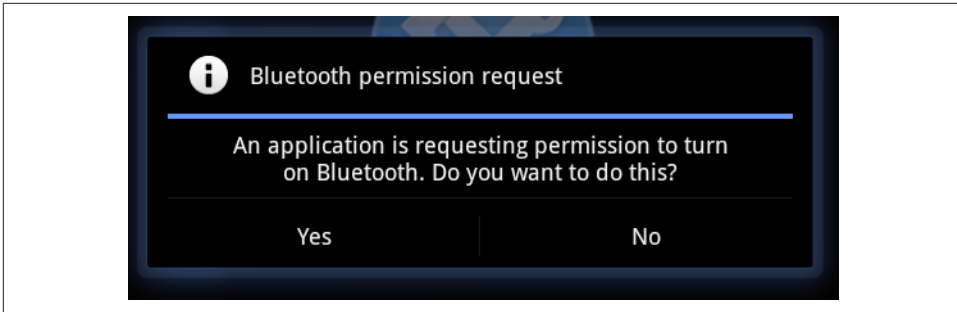 Bluetooth permission request
An application is requesting permission to turn
on Bluetooth. Do you want to do this?
Yes
No